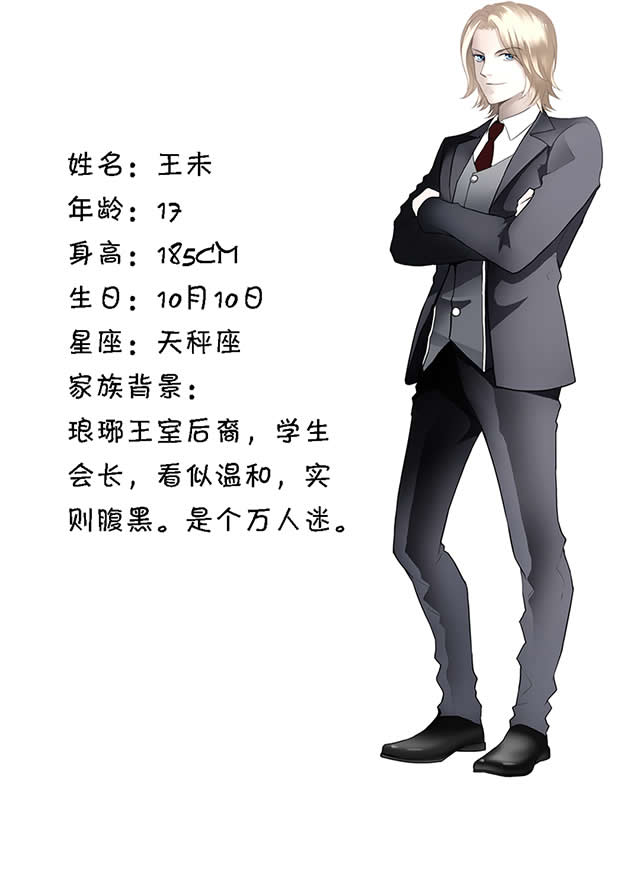 姓名：王未
年龄：17
身高：185CM
生日：10月10日
星座：天秤座
家族背景：
琅琊王室后裔，学生
会长，看似温和，实
则腹黑。是个万人迷。